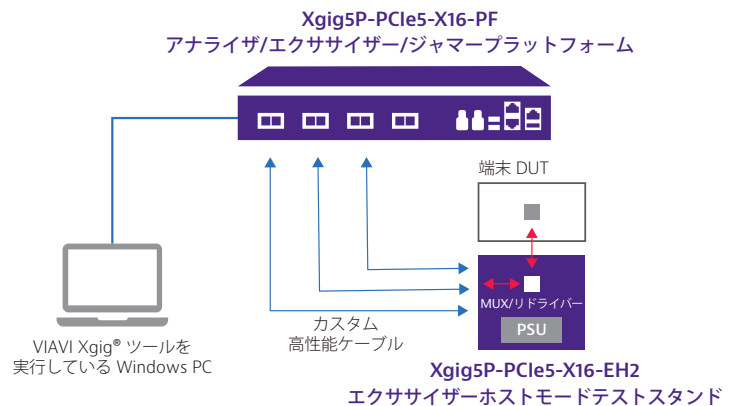 Xgig5P-PCIe5-X16-PF
アナライザ/エクササイザー/ジャマープラットフォーム
端末 DUT
MUX/リドライバー
PSU
カスタム
高性能ケーブル
VIAVI Xgig® ツールを
実行している Windows PC
Xgig5P-PCIe5-X16-EH2
エクササイザーホストモードテストスタンド